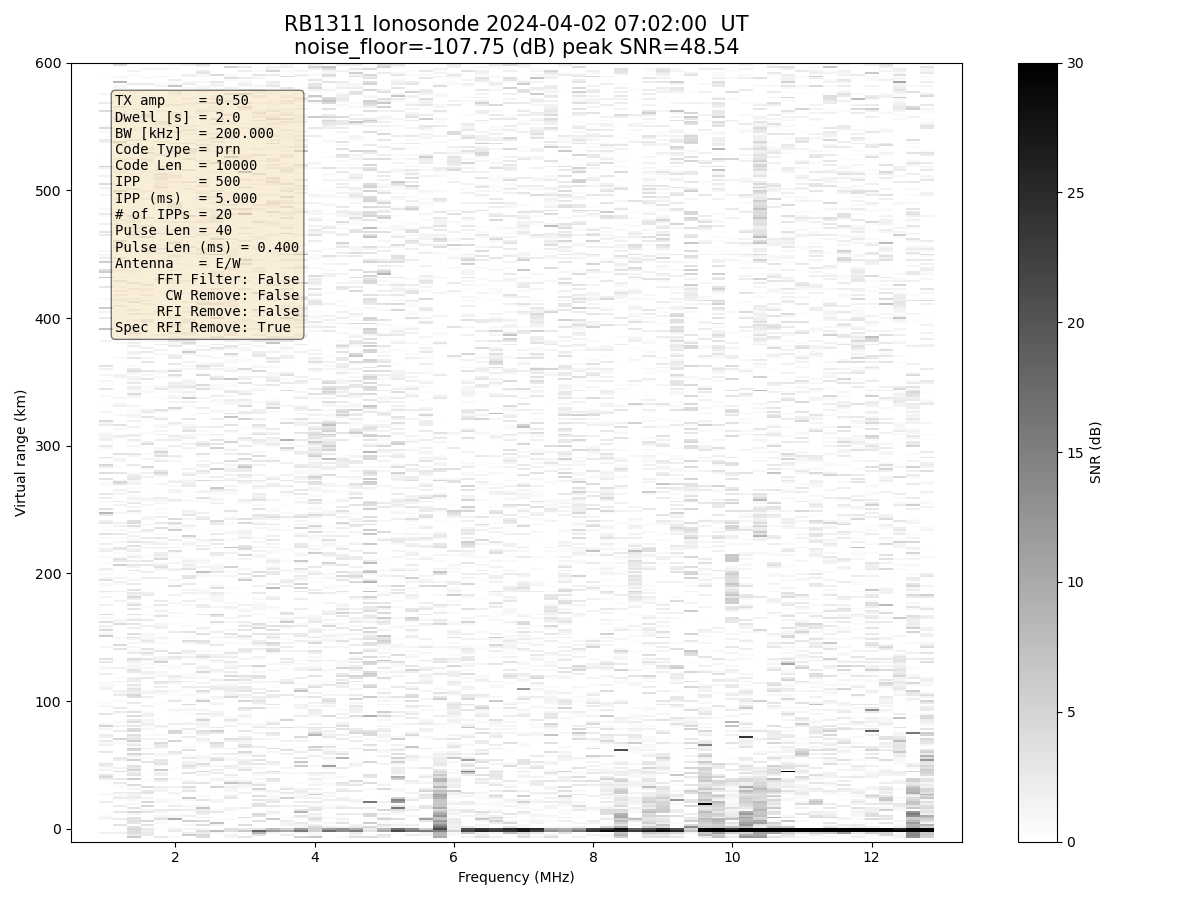 RB1311 Ionosonde 2024-04-02 07:02:00  UT
noise_floor=-107.75 (dB) peak SNR=48.54
TX amp    = 0.50
Dwell [s] = 2.0
BW [kHz]  = 200.000
Code Type = prn
Code Len  = 10000
IPP       = 500
IPP (ms)  = 5.000
# of IPPs = 20
Pulse Len = 40
Pulse Len (ms) = 0.400
Antenna   = E/W
FFT Filter: False
CW Remove: False
RFI Remove: False
Spec RFI Remove: True
Virtual range (km)
600
500
400
300
200
100
0
2 4 6 8 10 12
Frequency (MHz)
30
25
20
15
10
5
0
SNR (dB)